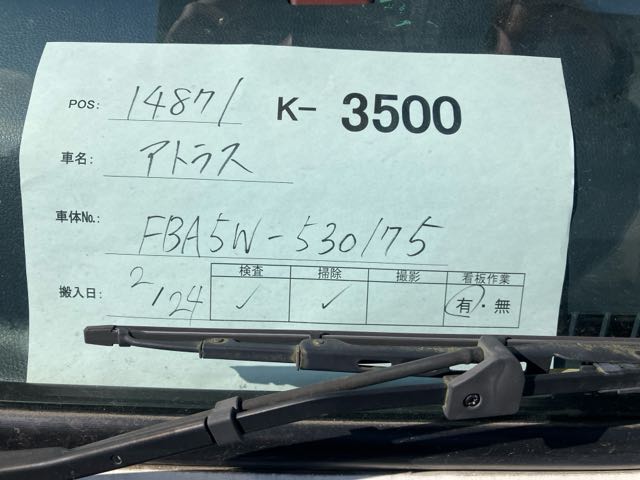 POS: 14871 K- 3500
車名: アトラス
車体No.: FBA5W-530175
搬入日: 2/24
検査 掃除 撮影 看板作業
✓ ✓ 有・無